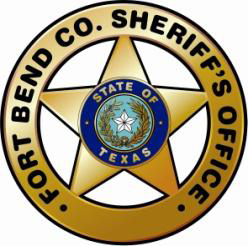 FORT BEND CO. SHERIFF'S OFFICE
STATE OF
TEXAS